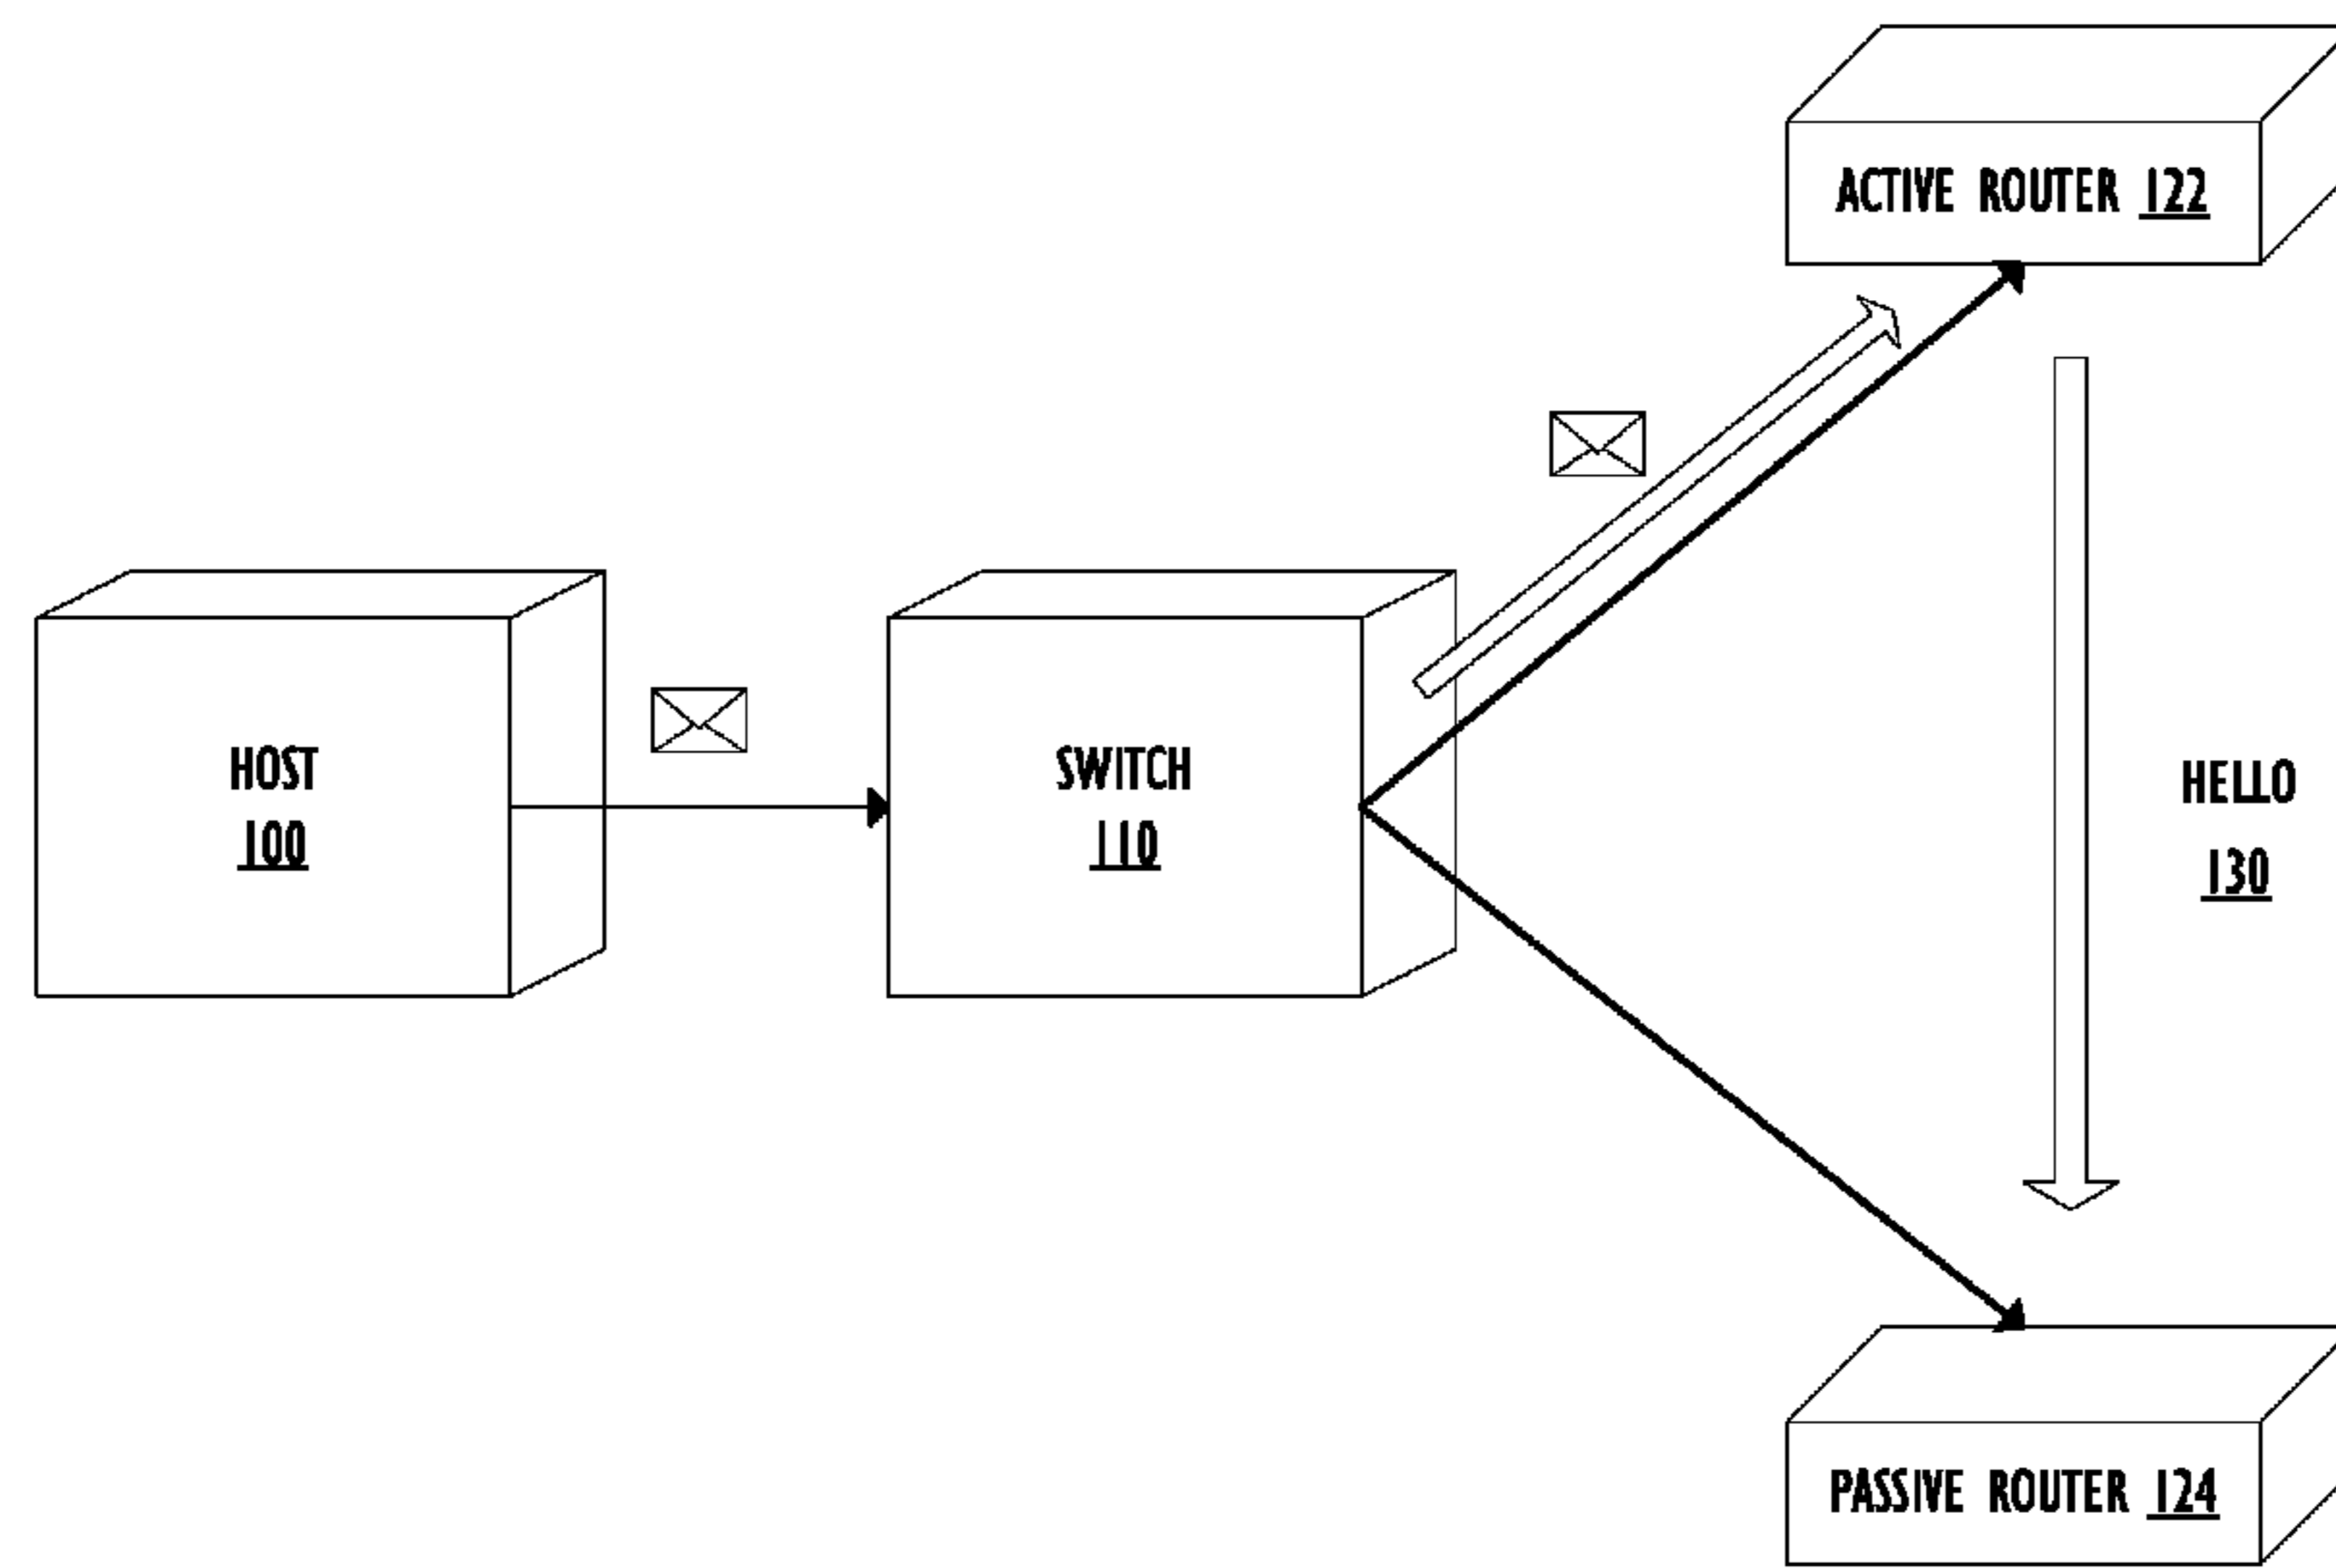 ACTIVE ROUTER 122
HOST
100
SWITCH
110
HELLO
130
PASSIVE ROUTER 124